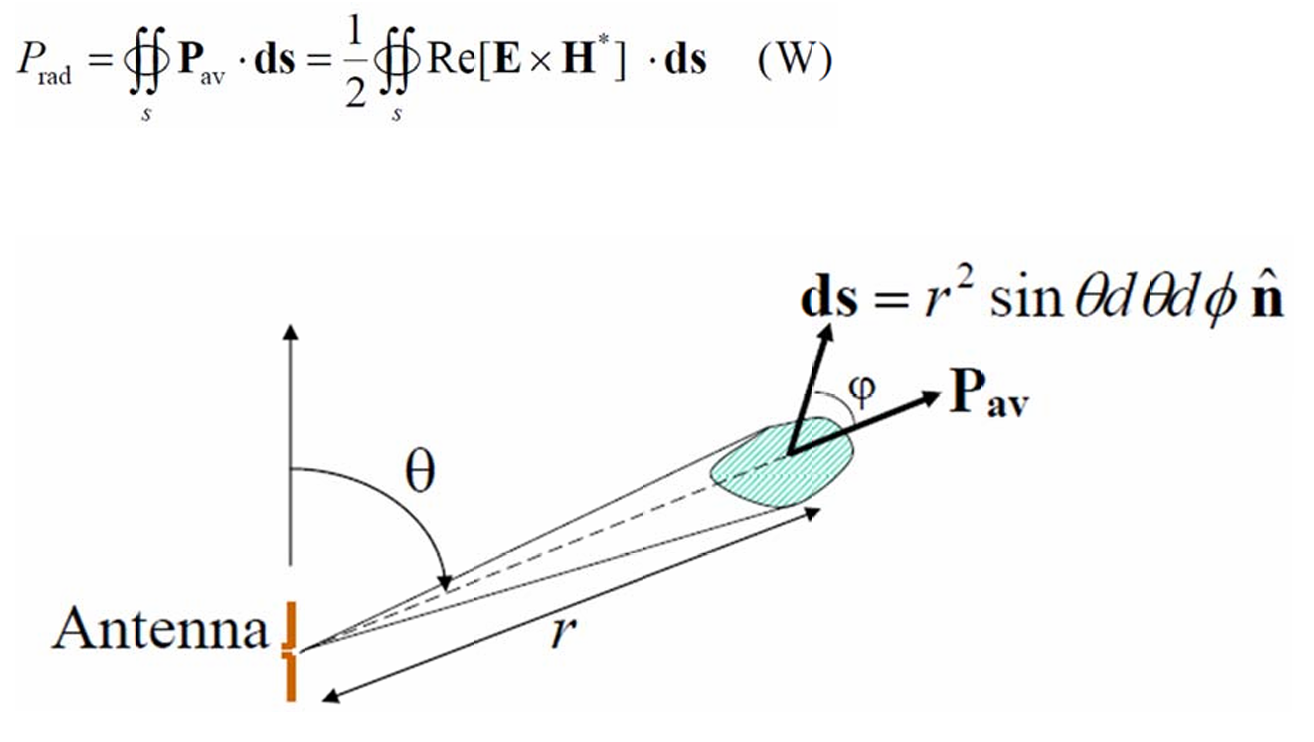 P_rad = ∯_s P_av · ds = 1/2 ∯_s Re[E × H*] · ds (W)
ds = r² sin θdθdϕ n̂
φ
P_av
θ
Antenna
r